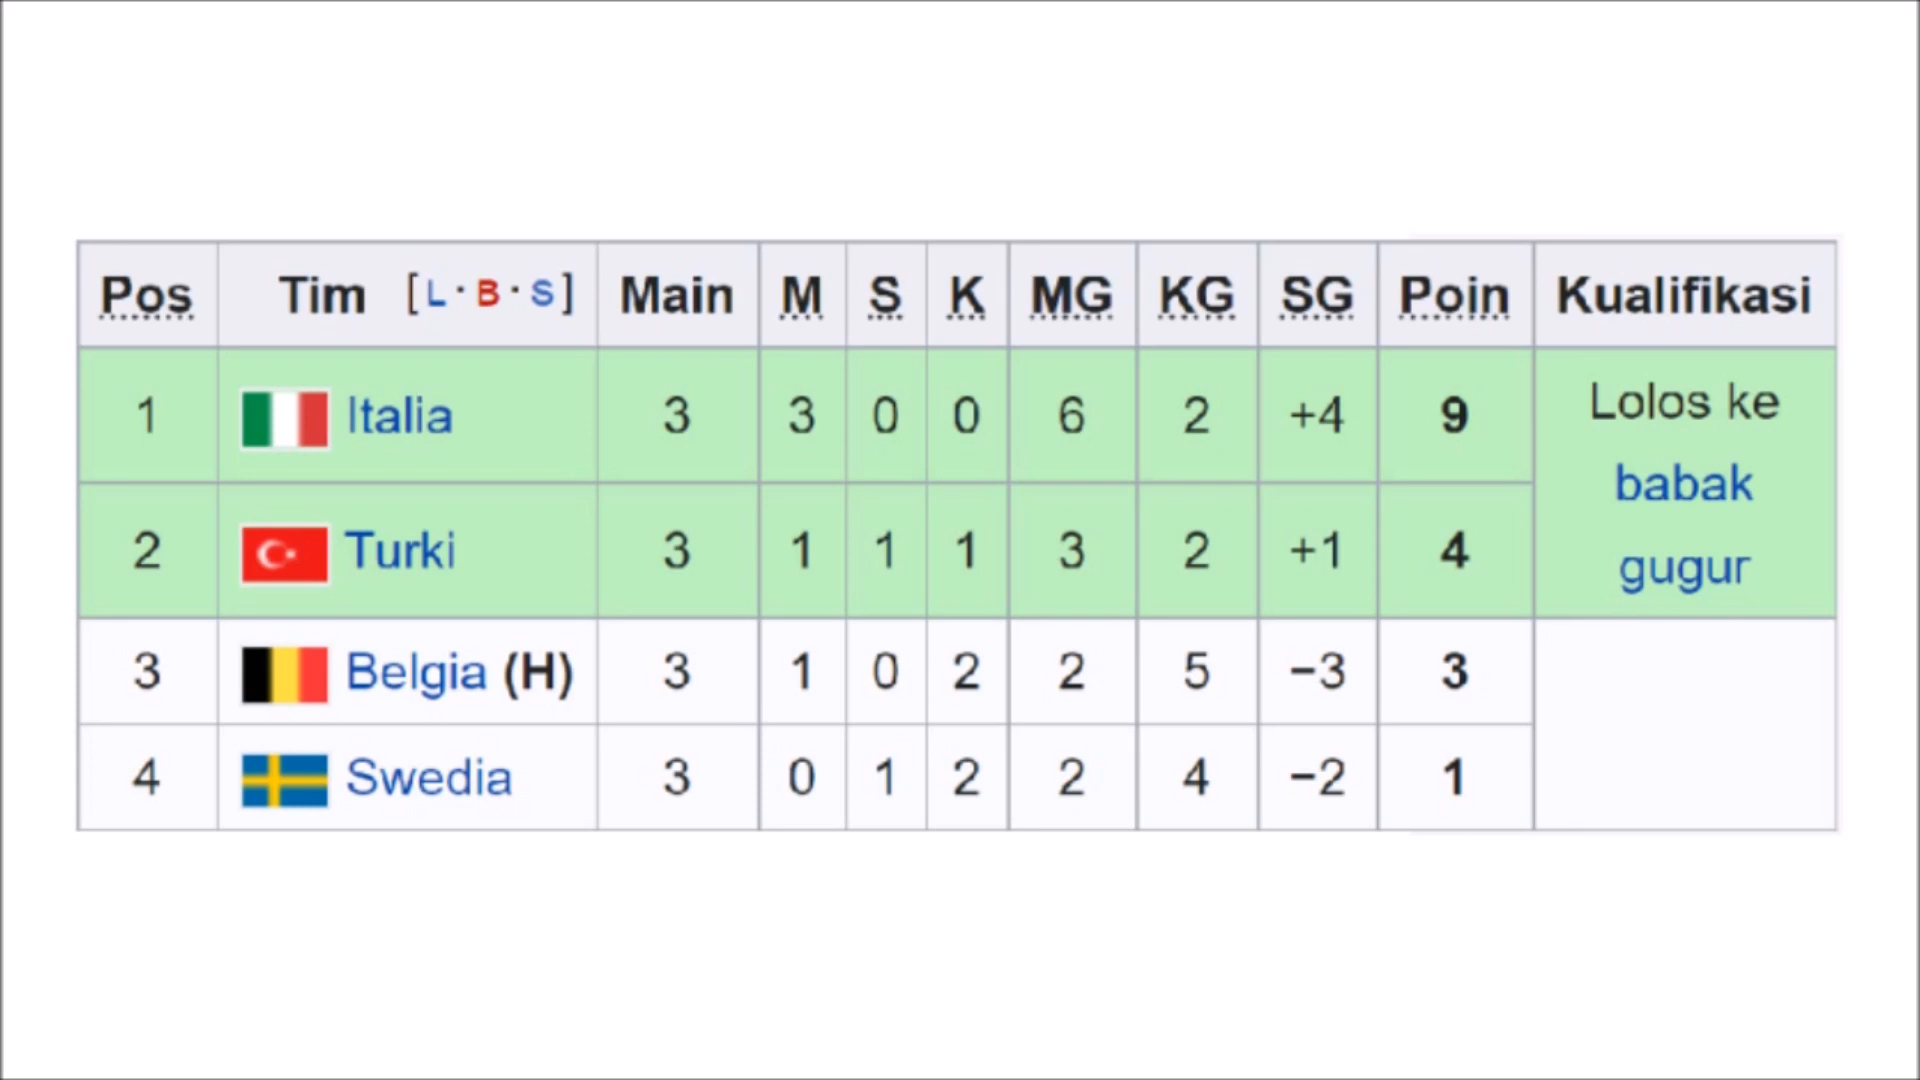 Pos Tim [L · B · S] Main M S K MG KG SG Poin Kualifikasi
1 Italia 3 3 0 0 6 2 +4 9 Lolos ke babak gugur
2 Turki 3 1 1 1 3 2 +1 4
3 Belgia (H) 3 1 0 2 2 5 −3 3
4 Swedia 3 0 1 2 2 4 −2 1